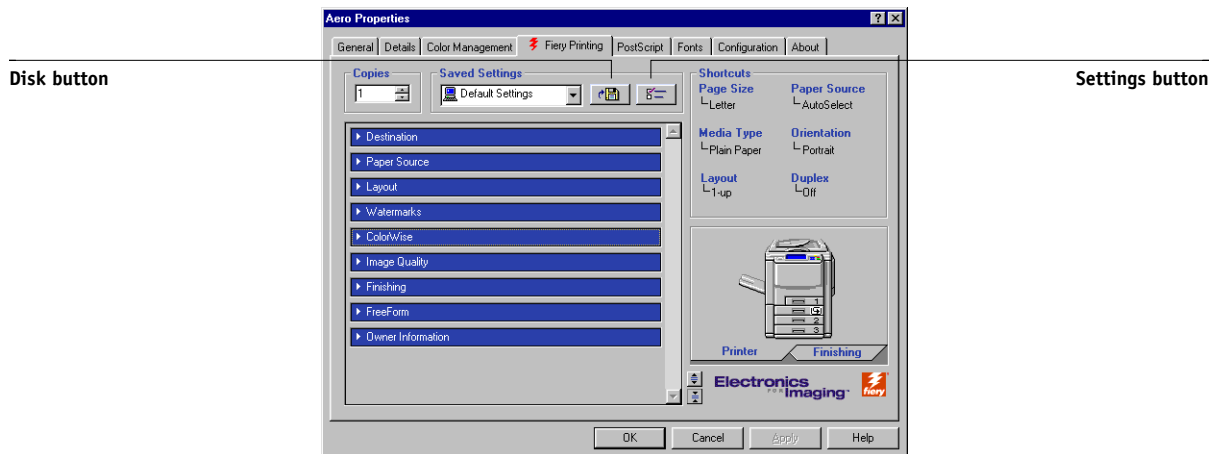 Aero Properties
General Details Color Management Fiery Printing PostScript Fonts Configuration About
Disk button
Settings button
Copies
1
Saved Settings
Default Settings
Shortcuts
Page Size
Letter
Paper Source
AutoSelect
Media Type
Plain Paper
Orientation
Portrait
Layout
1-up
Duplex
Off
Destination
Paper Source
Layout
Watermarks
ColorWise
Image Quality
Finishing
FreeForm
Owner Information
1
2
3
Printer Finishing
Electronics
FOR Imaging
fiery
OK Cancel Apply Help